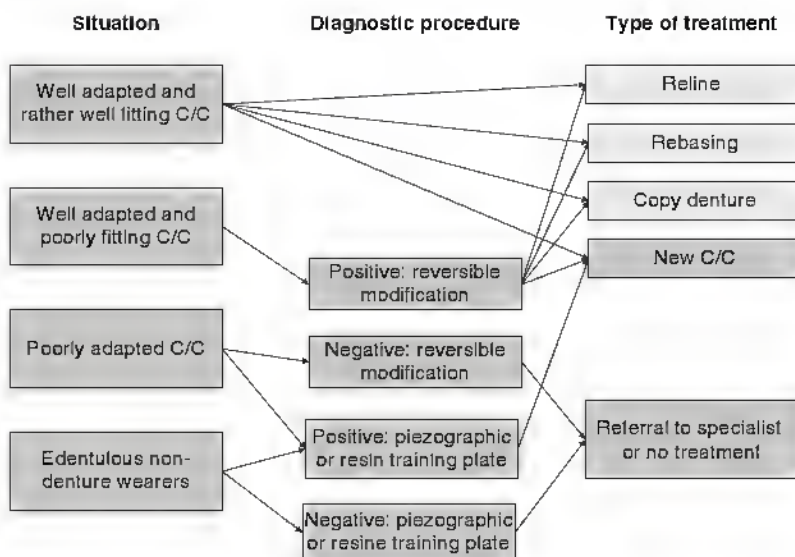 Situation
Diagnostic procedure
Type of treatment
Well adapted and
rather well fitting C/C
Reline
Rebasing
Well adapted and
poorly fitting C/C
Copy denture
New C/C
Positive: reversible
modification
Poorly adapted C/C
Negative: reversible
modification
Edentulous non-
denture wearers
Positive: piezographic
or resin training plate
Referral to specialist
or no treatment
Negative: piezographic
or resine training plate